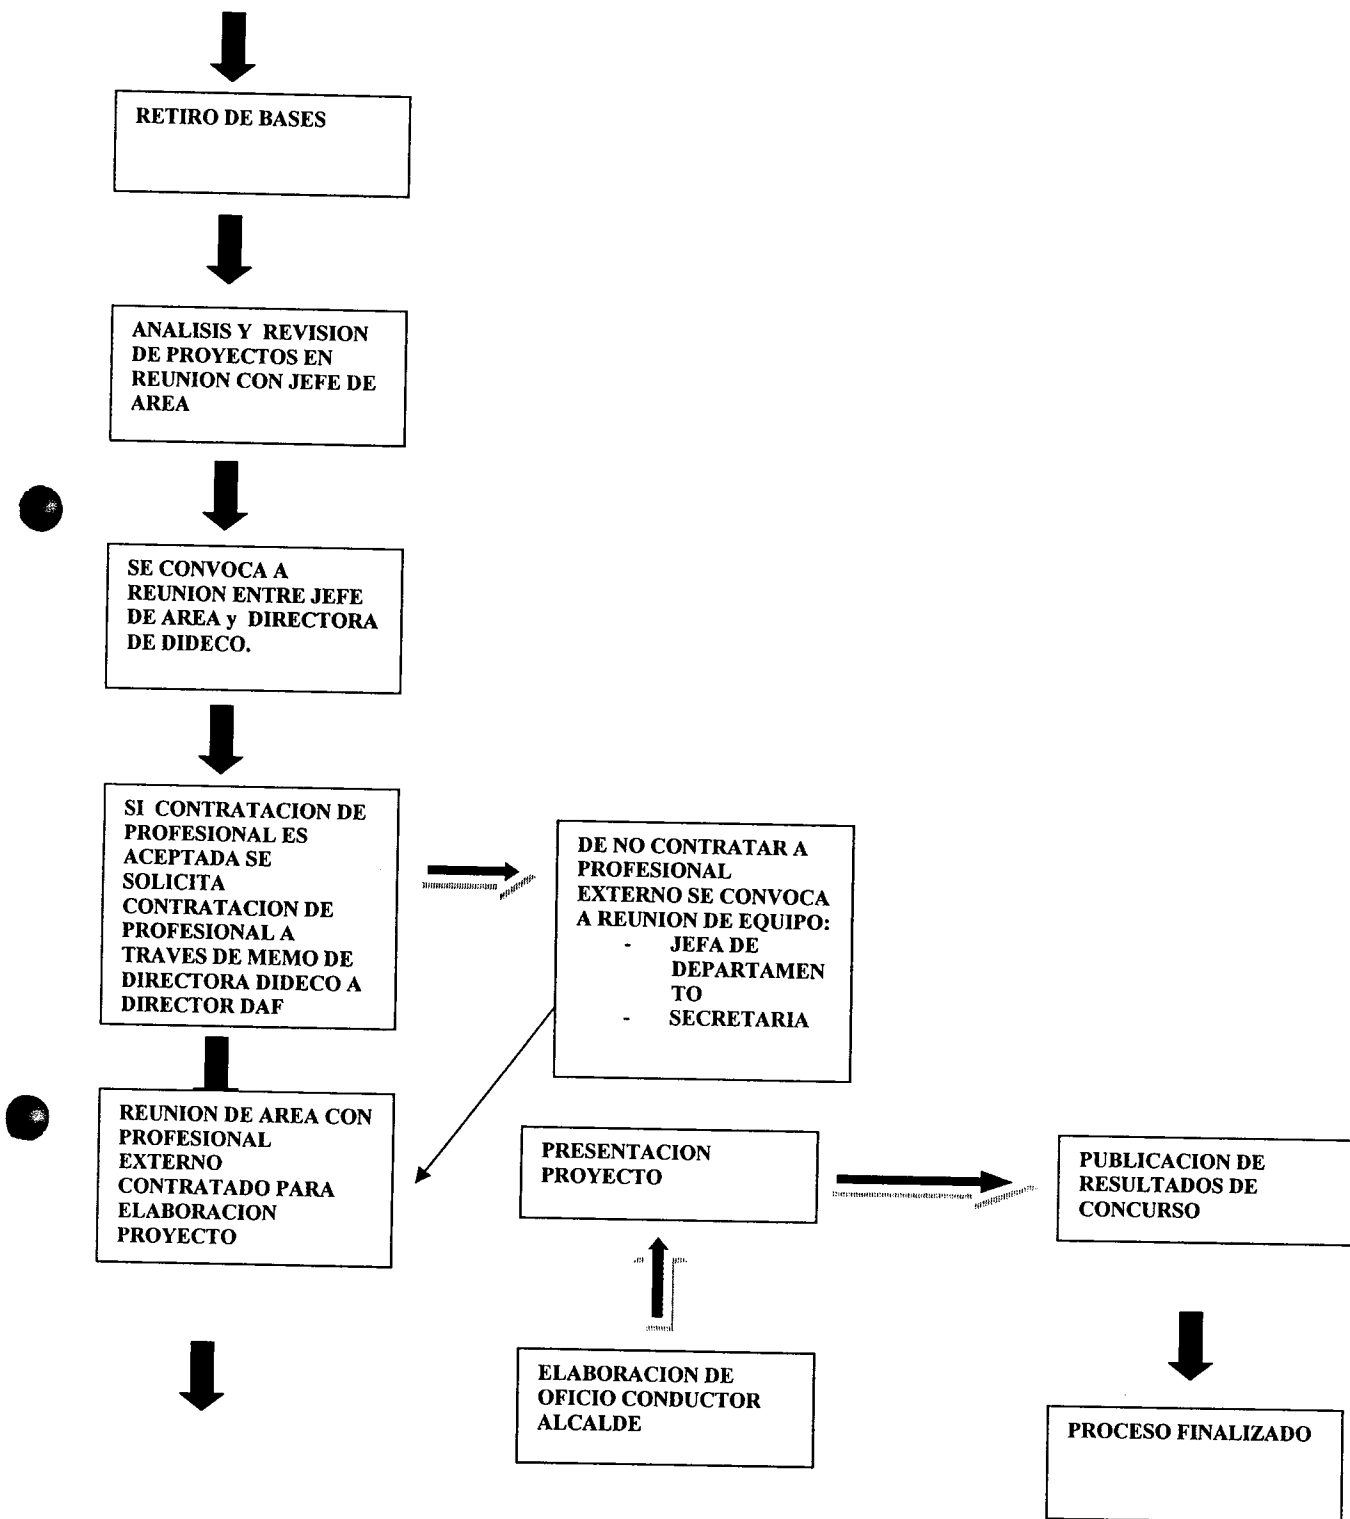 RETIRO DE BASES
ANALISIS Y REVISION
DE PROYECTOS EN
REUNION CON JEFE DE
AREA
SE CONVOCA A
REUNION ENTRE JEFE
DE AREA y DIRECTORA
DE DIDECO.
SI CONTRATACION DE
PROFESIONAL ES
ACEPTADA SE
SOLICITA
CONTRATACION DE
PROFESIONAL A
TRAVES DE MEMO DE
DIRECTORA DIDECO A
DIRECTOR DAF
DE NO CONTRATAR A
PROFESIONAL
EXTERNO SE CONVOCA
A REUNION DE EQUIPO:
- JEFA DE
DEPARTAMEN
TO
- SECRETARIA
REUNION DE AREA CON
PROFESIONAL
EXTERNO
CONTRATADO PARA
ELABORACION
PROYECTO
PRESENTACION
PROYECTO
PUBLICACION DE
RESULTADOS DE
CONCURSO
ELABORACION DE
OFICIO CONDUCTOR
ALCALDE
PROCESO FINALIZADO